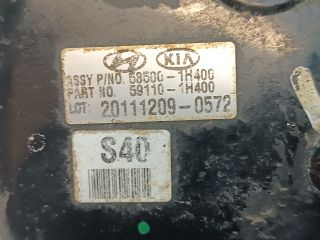 KIA
ASSY P/NO. 58500-1H400
PART NO. 59110-1H400
LOT: 20111209-0572
S40